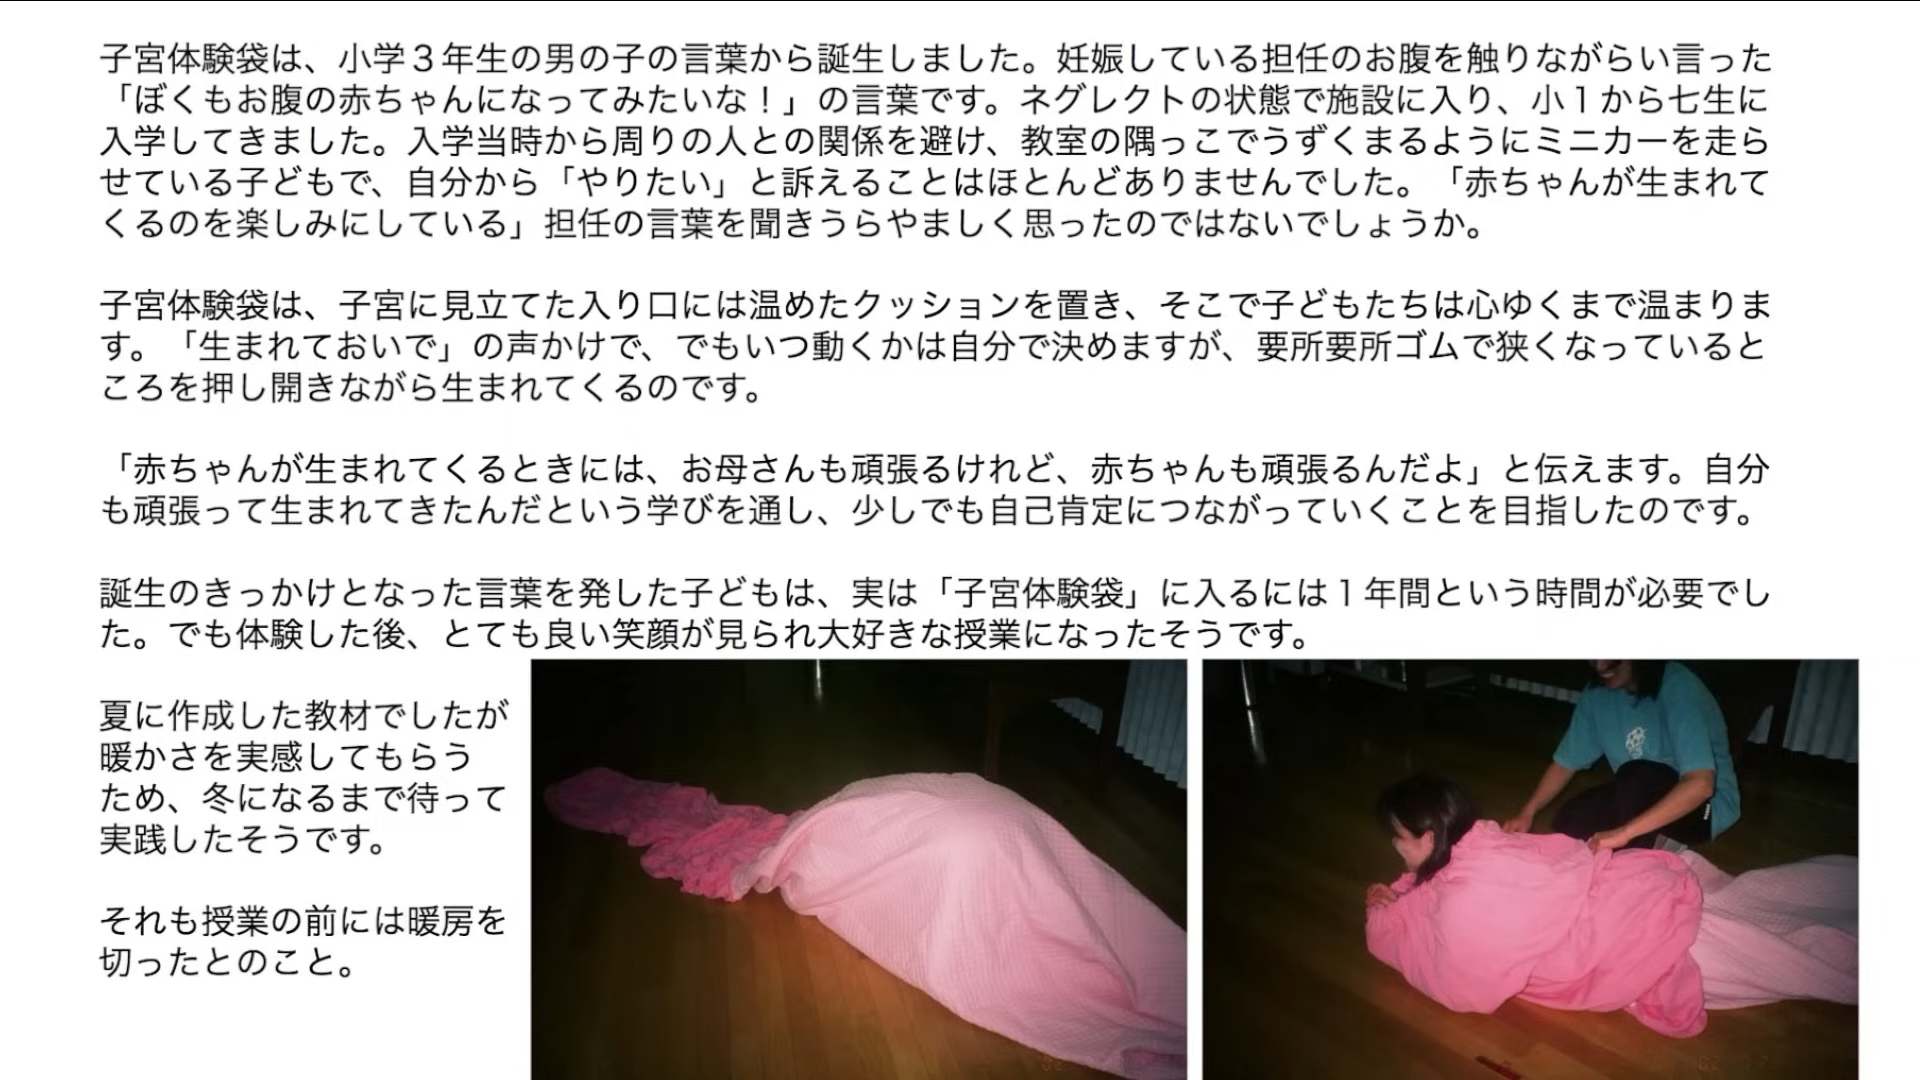 子宮体験袋は、小学３年生の男の子の言葉から誕生しました。妊娠している担任のお腹を触りながらい言った
「ぼくもお腹の赤ちゃんになってみたいな！」の言葉です。ネグレクトの状態で施設に入り、小１から七生に
入学してきました。入学当時から周りの人との関係を避け、教室の隅っこでうずくまるようにミニカーを走ら
せている子どもで、自分から「やりたい」と訴えることはほとんどありませんでした。「赤ちゃんが生まれて
くるのを楽しみにしている」担任の言葉を聞きうらやましく思ったのではないでしょうか。
子宮体験袋は、子宮に見立てた入り口には温めたクッションを置き、そこで子どもたちは心ゆくまで温まりま
す。「生まれておいで」の声かけで、でもいつ動くかは自分で決めますが、要所要所ゴムで狭くなっていると
ころを押し開きながら生まれてくるのです。
「赤ちゃんが生まれてくるときには、お母さんも頑張るけれど、赤ちゃんも頑張るんだよ」と伝えます。自分
も頑張って生まれてきたんだという学びを通し、少しでも自己肯定につながっていくことを目指したのです。
誕生のきっかけとなった言葉を発した子どもは、実は「子宮体験袋」に入るには１年間という時間が必要でし
た。でも体験した後、とても良い笑顔が見られ大好きな授業になったそうです。
夏に作成した教材でしたが
暖かさを実感してもらう
ため、冬になるまで待って
実践したそうです。
それも授業の前には暖房を
切ったとのこと。